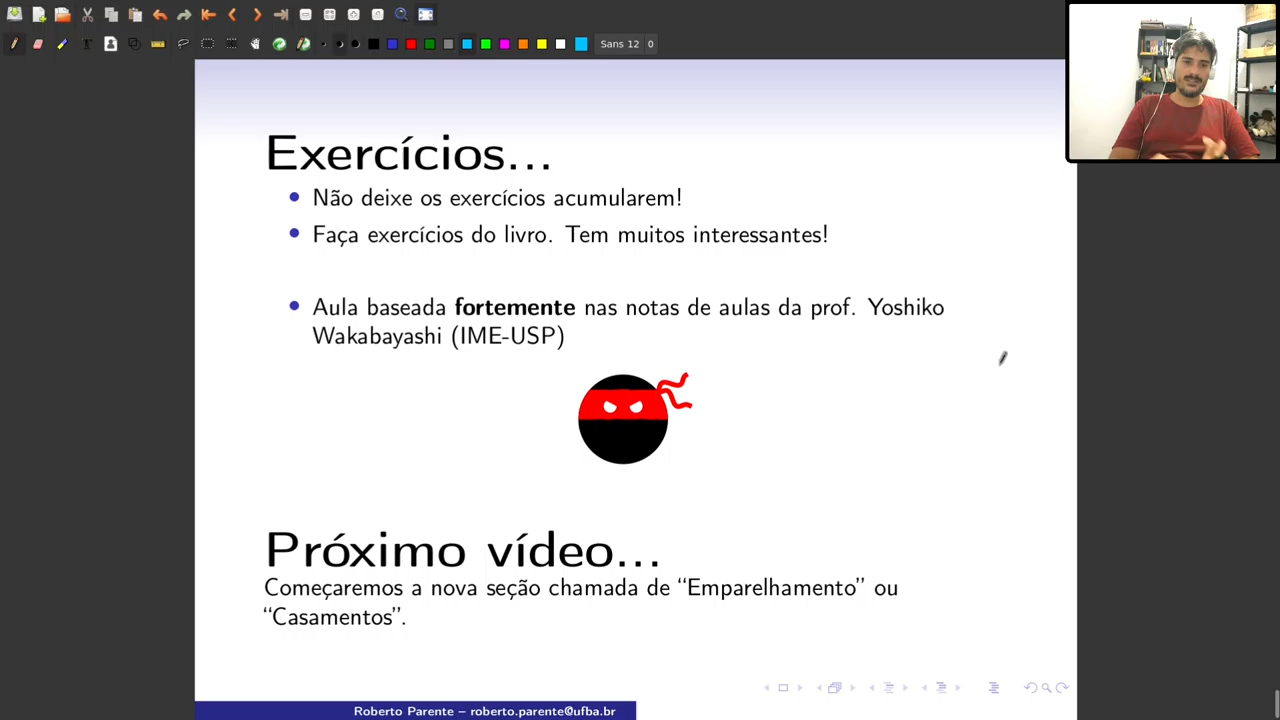 Sans 12 0
Exercícios...
Não deixe os exercícios acumularem!
Faça exercícios do livro. Tem muitos interessantes!
Aula baseada fortemente nas notas de aulas da prof. Yoshiko
Wakabayashi (IME-USP)
Próximo vídeo...
Começaremos a nova seção chamada de “Emparelhamento” ou
“Casamentos”.
Roberto Parente – roberto.parente@ufba.br